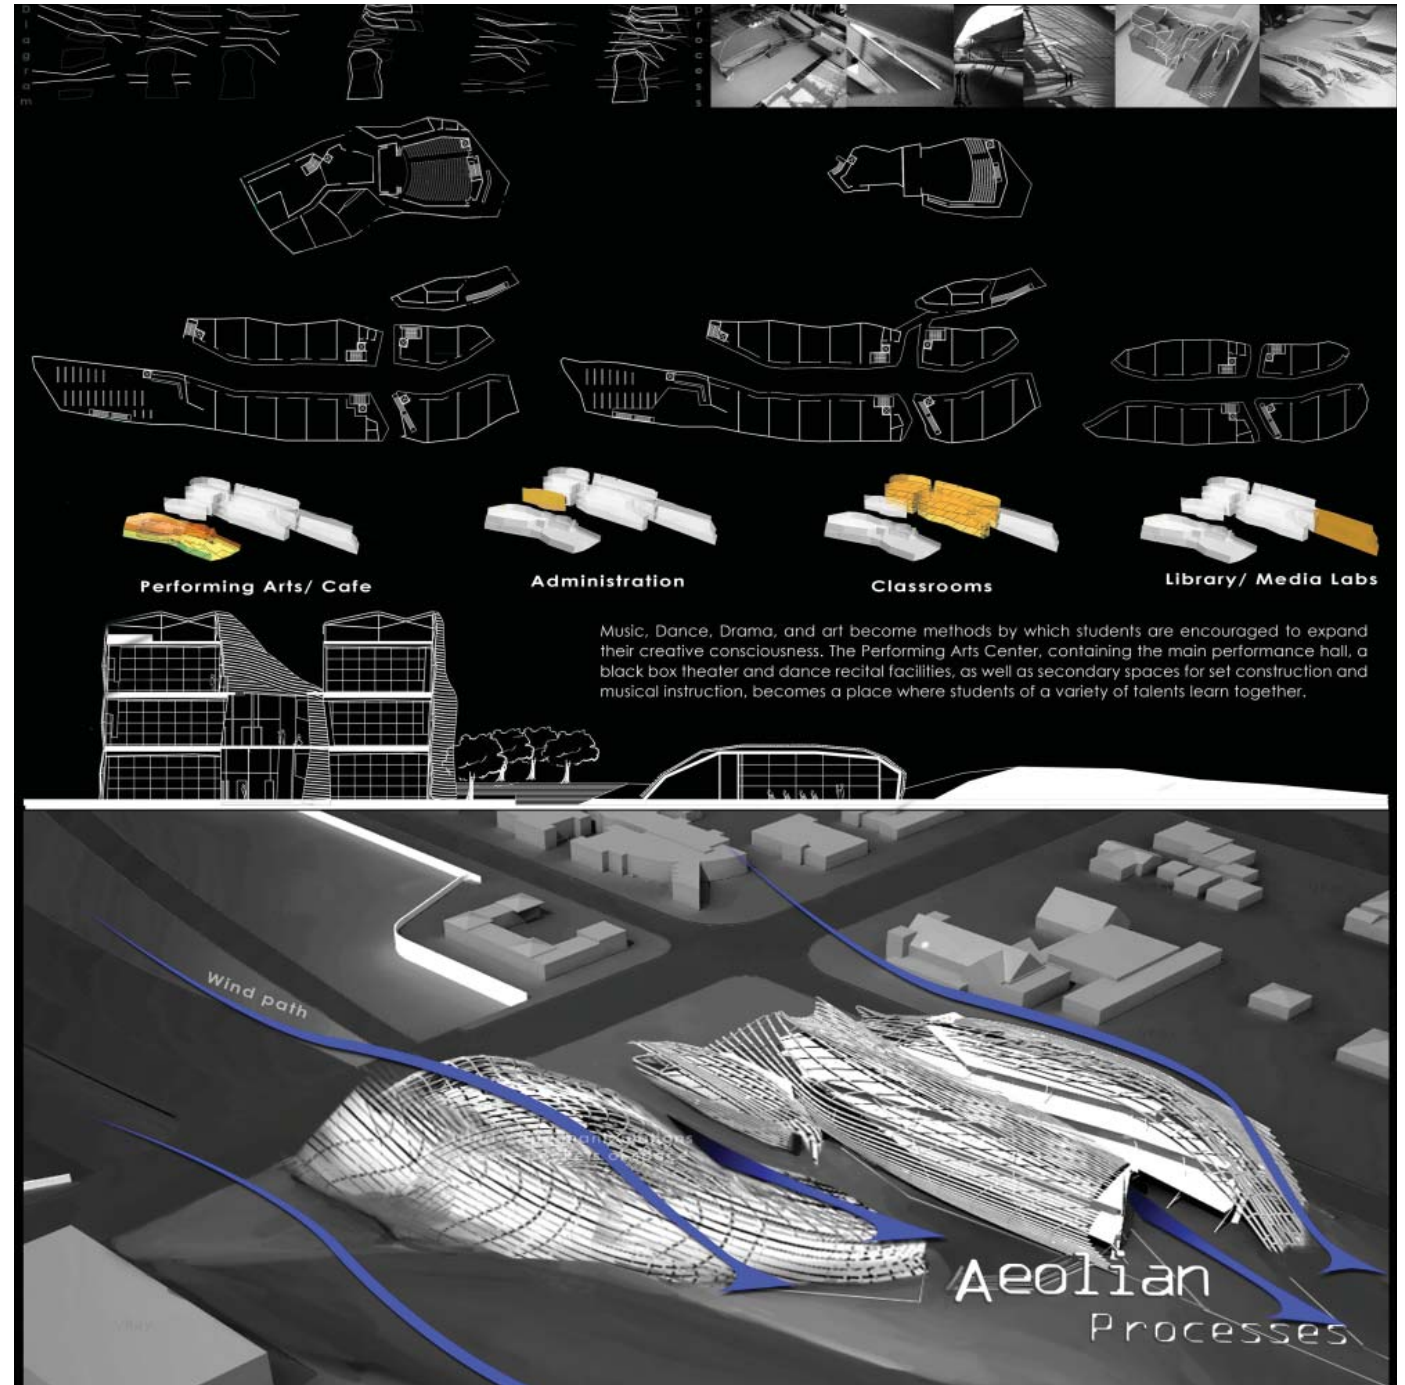 Diagram
Process
Performing Arts/ Cafe
Administration
Classrooms
Library/ Media Labs
Music, Dance, Drama, and art become methods by which students are encouraged to expand
their creative consciousness. The Performing Arts Center, containing the main performance hall, a
black box theater and dance recital facilities, as well as secondary spaces for set construction and
musical instruction, becomes a place where students of a variety of talents learn together.
Wind path
Aeolian
Processes